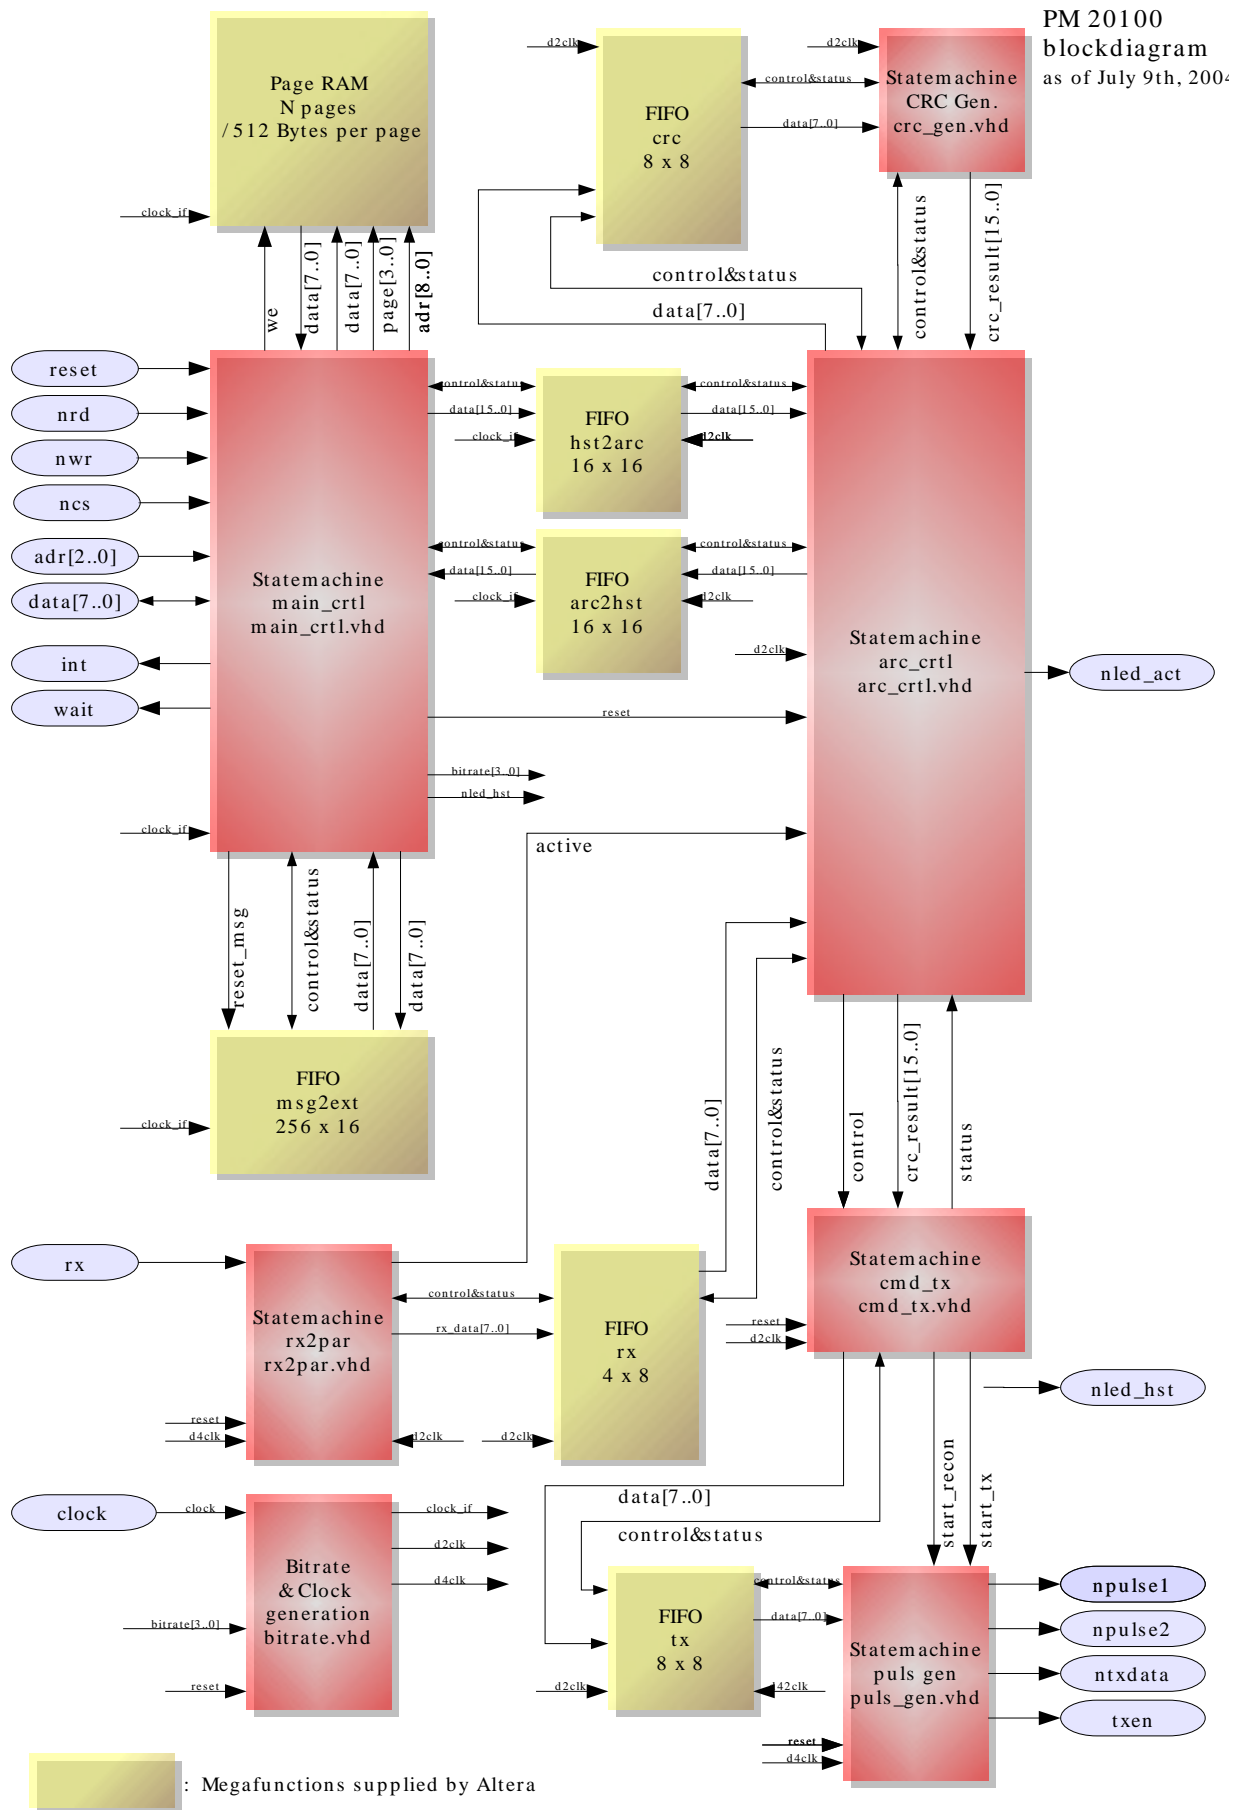 PM 20100
blockdiagram
as of July 9th, 2004
Page RAM
N pages
/512 Bytes per page
clock_if
we
data[7..0]
data[7..0]
page[3..0]
adr[8..0]
d2clk
FIFO
crc
8 x 8
control&status
data[7..0]
d2clk
Statemachine
CRC Gen.
crc_gen.vhd
control&status
crc_result[15..0]
control&status
data[7..0]
reset
nrd
nwr
ncs
adr[2..0]
data[7..0]
int
wait
clock_if
Statemachine
main_crtl
main_crtl.vhd
control&status
data[15..0]
clock_if
FIFO
hst2arc
16 x 16
control&status
data[15..0]
d2clk
control&status
data[15..0]
clock_if
FIFO
arc2hst
16 x 16
control&status
data[15..0]
d2clk
d2clk
reset
bitrate[3..0]
nled_hst
Statemachine
arc_crtl
arc_crtl.vhd
nled_act
active
reset_msg
control&status
data[7..0]
data[7..0]
FIFO
msg2ext
256 x 16
clock_if
data[7..0]
control&status
control
crc_result[15..0]
status
rx
Statemachine
rx2par
rx2par.vhd
reset
d4clk
d2clk
control&status
rx_data[7..0]
FIFO
rx
4 x 8
d2clk
Statemachine
cmd_tx
cmd_tx.vhd
reset
d2clk
nled_hst
start_recon
start_tx
data[7..0]
control&status
clock
clock
Bitrate
&Clock
generation
bitrate.vhd
bitrate[3..0]
reset
clock_if
d2clk
d4clk
FIFO
tx
8 x 8
d2clk
control&status
data[7..0]
d42clk
Statemachine
puls gen
puls_gen.vhd
reset
d4clk
npulse1
npulse2
ntxdata
txen
: Megafunctions supplied by Altera